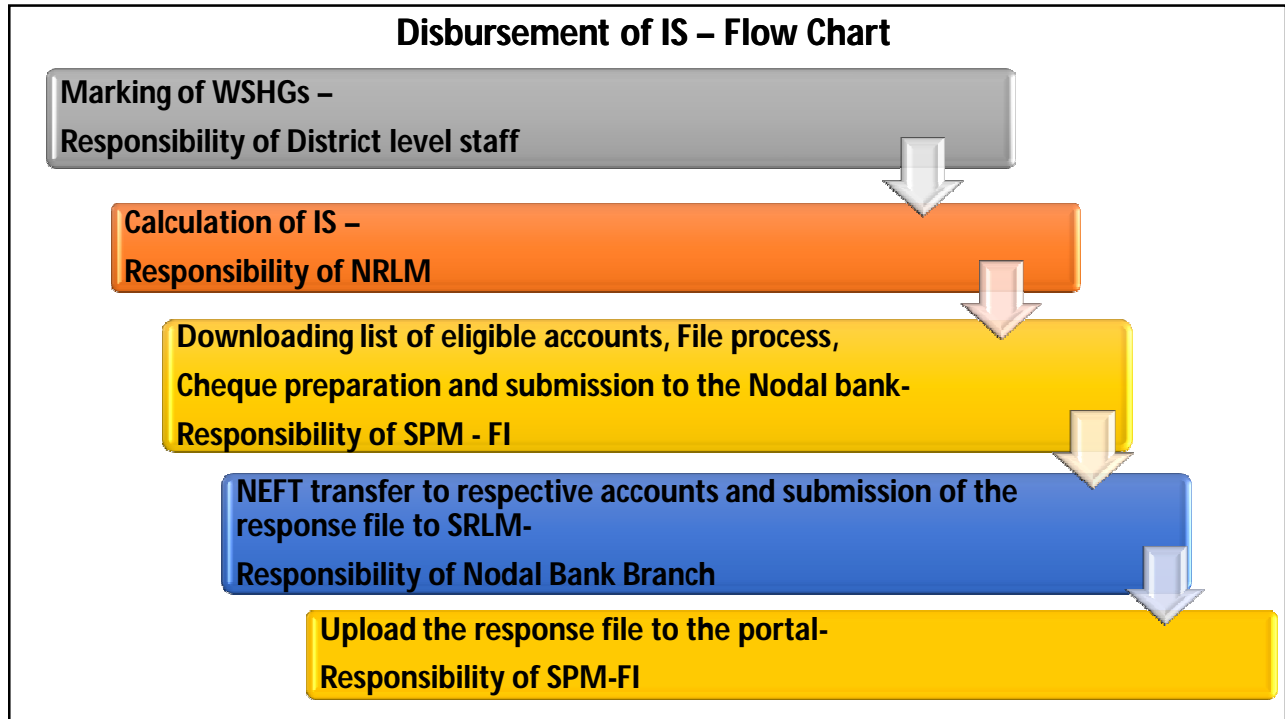 Disbursement of IS – Flow Chart
Marking of WSHGs –
Responsibility of District level staff
Calculation of IS –
Responsibility of NRLM
Downloading list of eligible accounts, File process,
Cheque preparation and submission to the Nodal bank-
Responsibility of SPM - FI
NEFT transfer to respective accounts and submission of the
response file to SRLM-
Responsibility of Nodal Bank Branch
Upload the response file to the portal-
Responsibility of SPM-FI